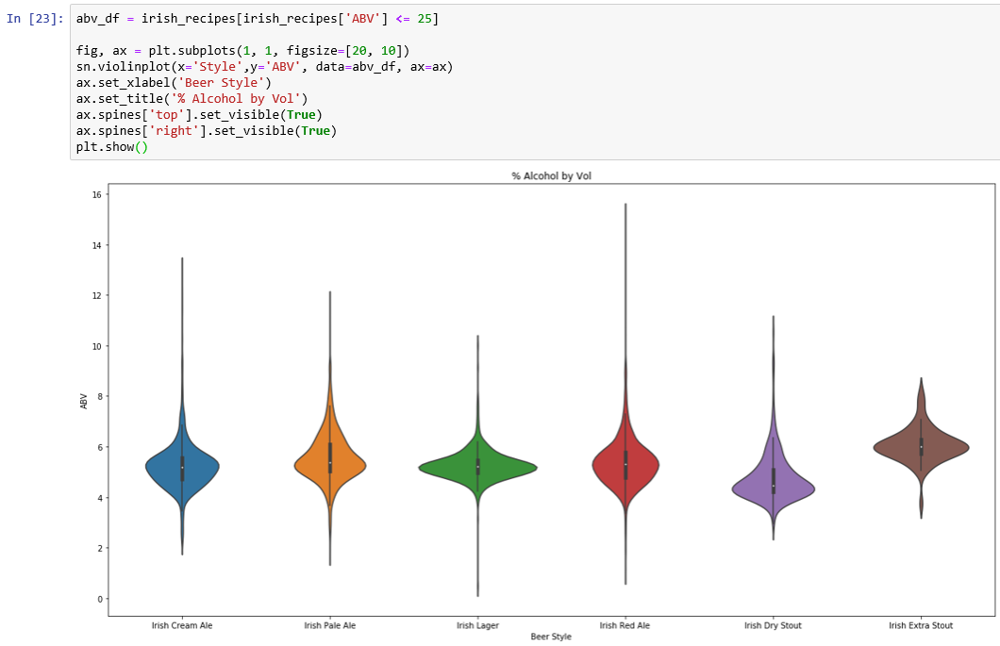 In [23]: abv_df = irish_recipes[irish_recipes['ABV'] <= 25]
fig, ax = plt.subplots(1, 1, figsize=[20, 10])
sn.violinplot(x='Style',y='ABV', data=abv_df, ax=ax)
ax.set_xlabel('Beer Style')
ax.set_title('% Alcohol by Vol')
ax.spines['top'].set_visible(True)
ax.spines['right'].set_visible(True)
plt.show()
% Alcohol by Vol
16
14
12
10
8
6
4
2
0
ABV
Irish Cream Ale Irish Pale Ale Irish Lager Irish Red Ale Irish Dry Stout Irish Extra Stout
Beer Style